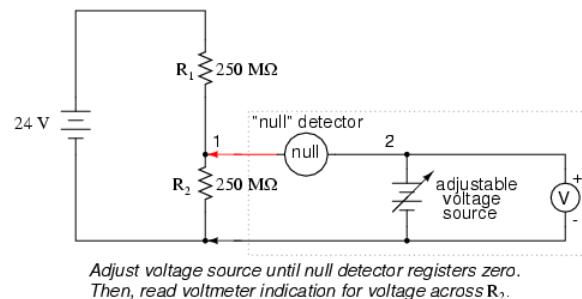 R1 250 MΩ
"null" detector
24 V
1
null
2
R2 250 MΩ
adjustable
voltage
source
+
V
-
Adjust voltage source until null detector registers zero.
Then, read voltmeter indication for voltage across R2.